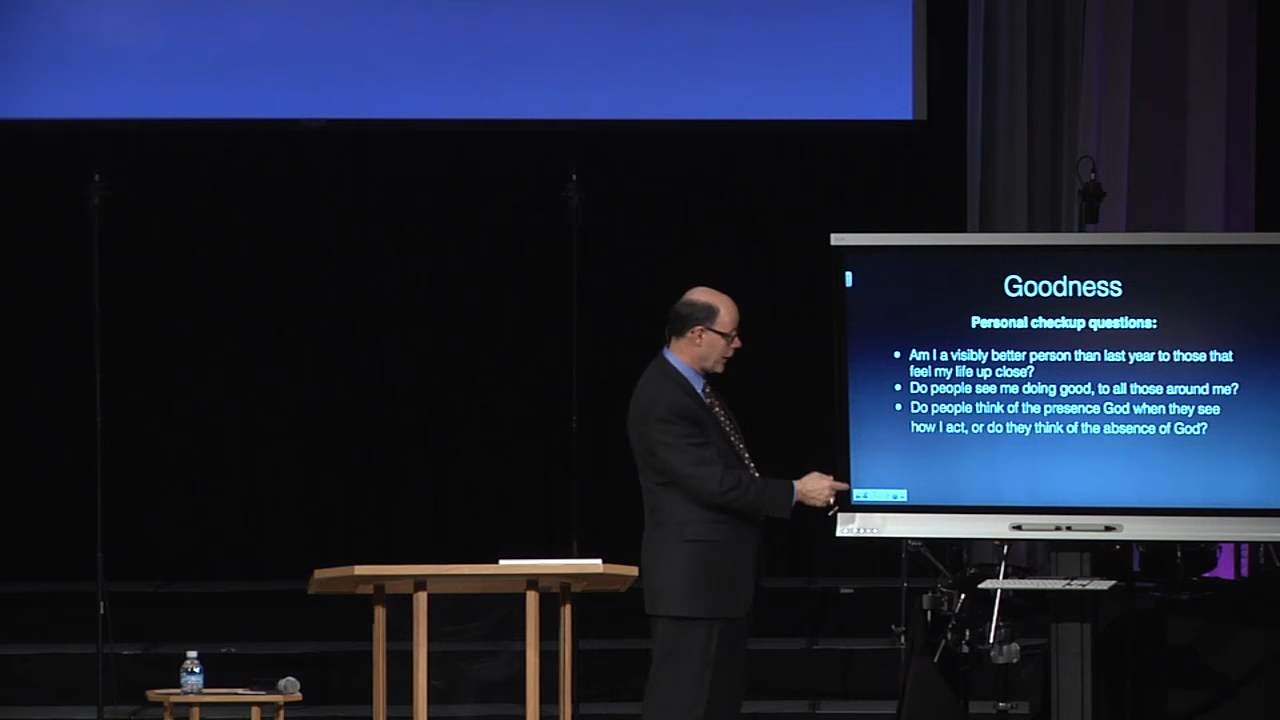 Goodness
Personal checkup questions:
• Am I a visibly better person than last year to those that
feel my life up close?
• Do people see me doing good, to all those around me?
• Do people think of the presence God when they see
how I act, or do they think of the absence of God?